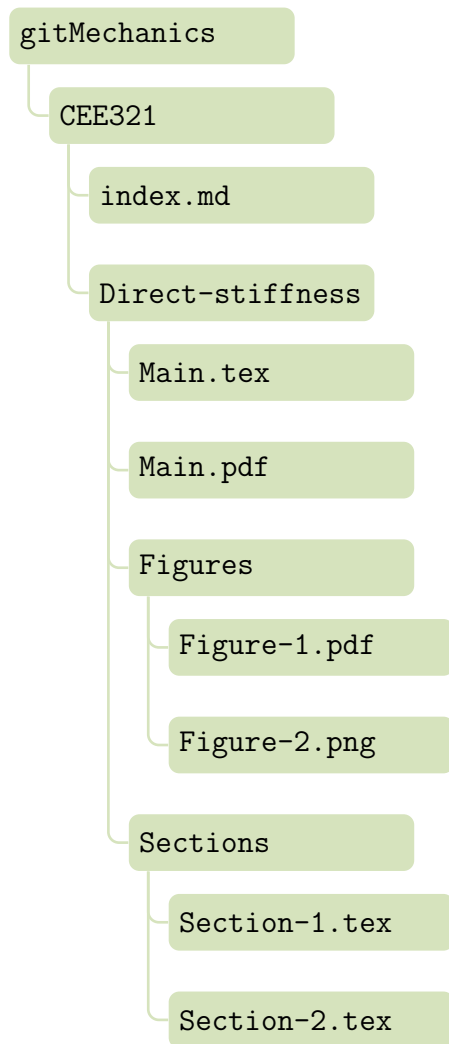 gitMechanics
CEE321
index.md
Direct-stiffness
Main.tex
Main.pdf
Figures
Figure-1.pdf
Figure-2.png
Sections
Section-1.tex
Section-2.tex